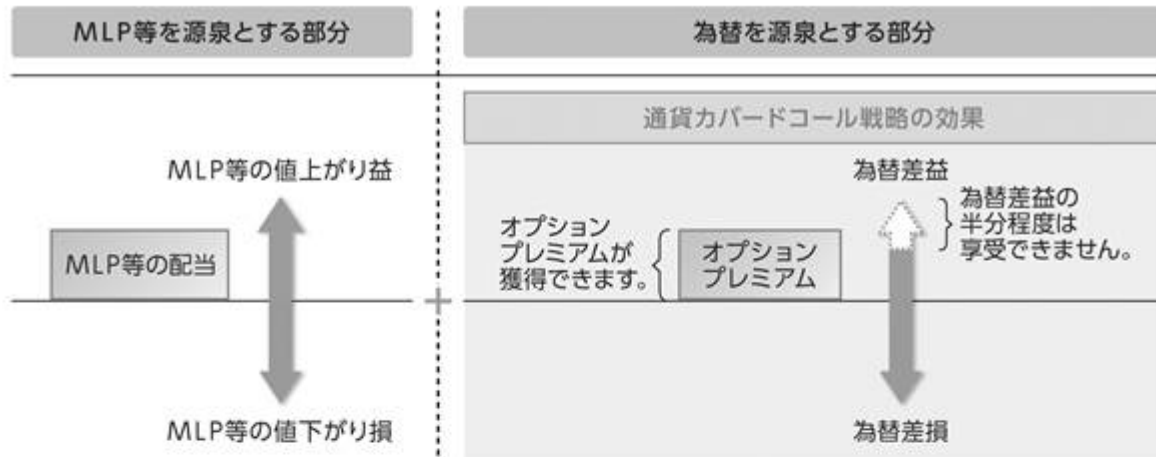 MLP等を源泉とする部分
為替を源泉とする部分
通貨カバードコール戦略の効果
MLP等の値上がり益
MLP等の配当
MLP等の値下がり損
+
為替差益
オプション
プレミアムが
獲得できます。
オプション
プレミアム
為替差益の
半分程度は
享受できません。
為替差損